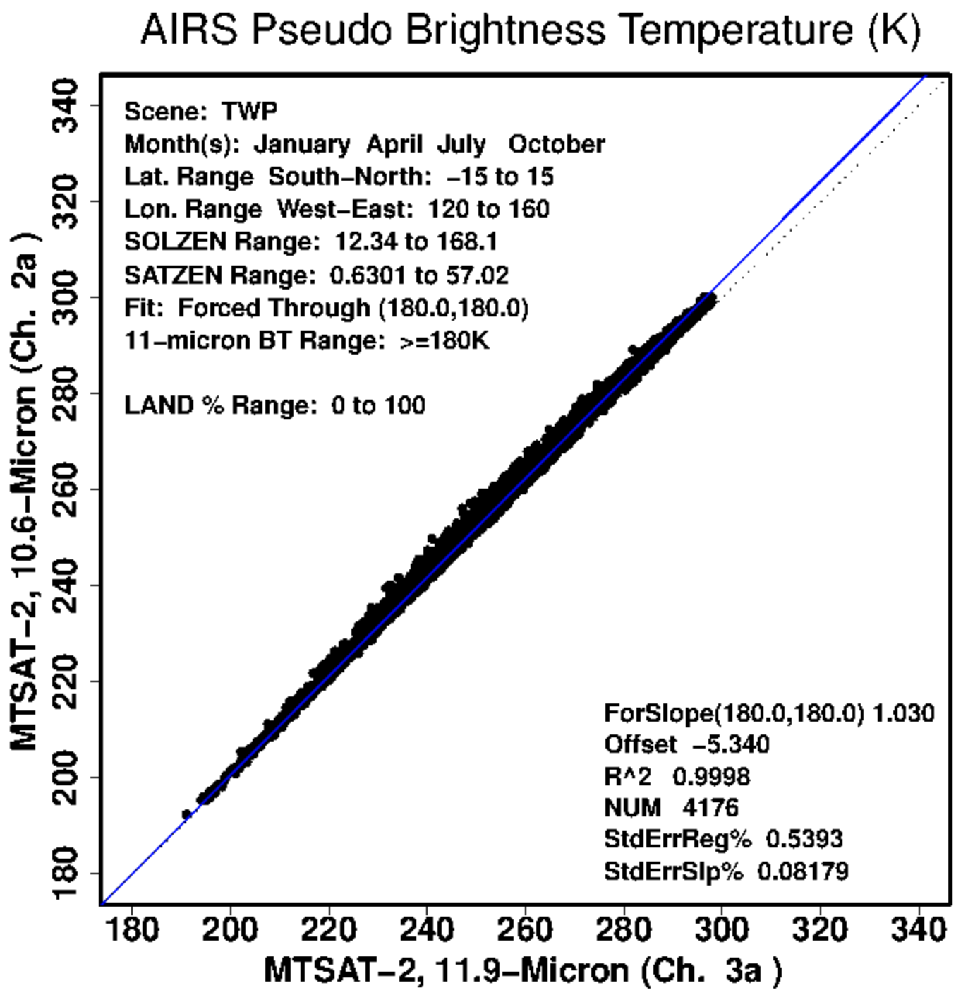 AIRS Pseudo Brightness Temperature (K)
Scene: TWP
Month(s): January April July October
Lat. Range South-North: -15 to 15
Lon. Range West-East: 120 to 160
SOLZEN Range: 12.34 to 168.1
SATZEN Range: 0.6301 to 57.02
Fit: Forced Through (180.0,180.0)
11-micron BT Range: >=180K
LAND % Range: 0 to 100
ForSlope(180.0,180.0) 1.030
Offset -5.340
R^2 0.9998
NUM 4176
StdErrReg% 0.5393
StdErrSlp% 0.08179
MTSAT-2, 10.6-Micron (Ch. 2a )
340
320
300
280
260
240
220
200
180
180 200 220 240 260 280 300 320 340
MTSAT-2, 11.9-Micron (Ch. 3a )